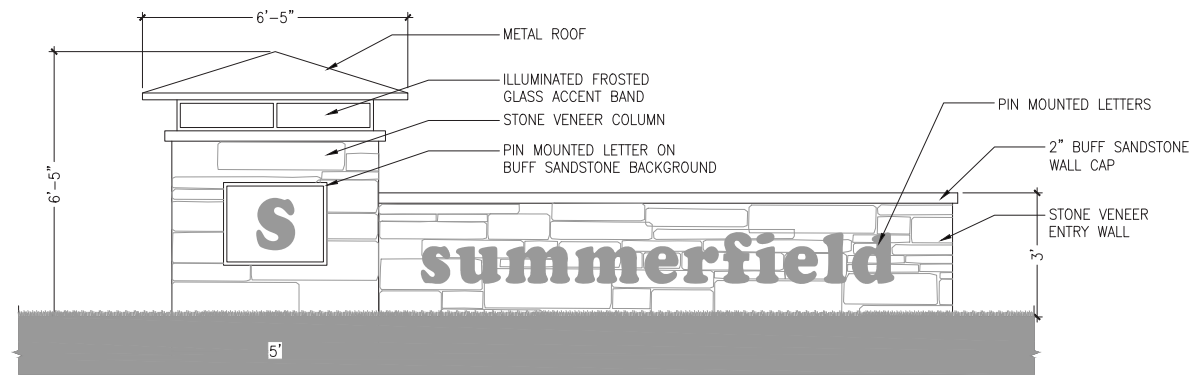 6'-5"
METAL ROOF
ILLUMINATED FROSTED
GLASS ACCENT BAND
STONE VENEER COLUMN
PIN MOUNTED LETTER ON
BUFF SANDSTONE BACKGROUND
6'-5"
PIN MOUNTED LETTERS
2" BUFF SANDSTONE
WALL CAP
STONE VENEER
ENTRY WALL
3'
S
summerfield
5'